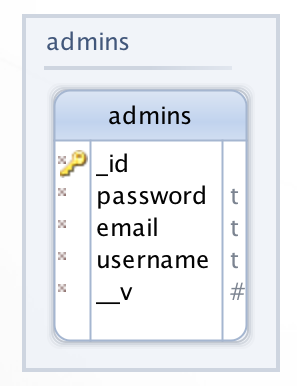 admins
admins
_id
password t
email t
username t
__v #